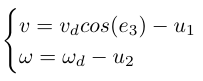 v = v_d cos(e_3) − u_1
ω = ω_d − u_2